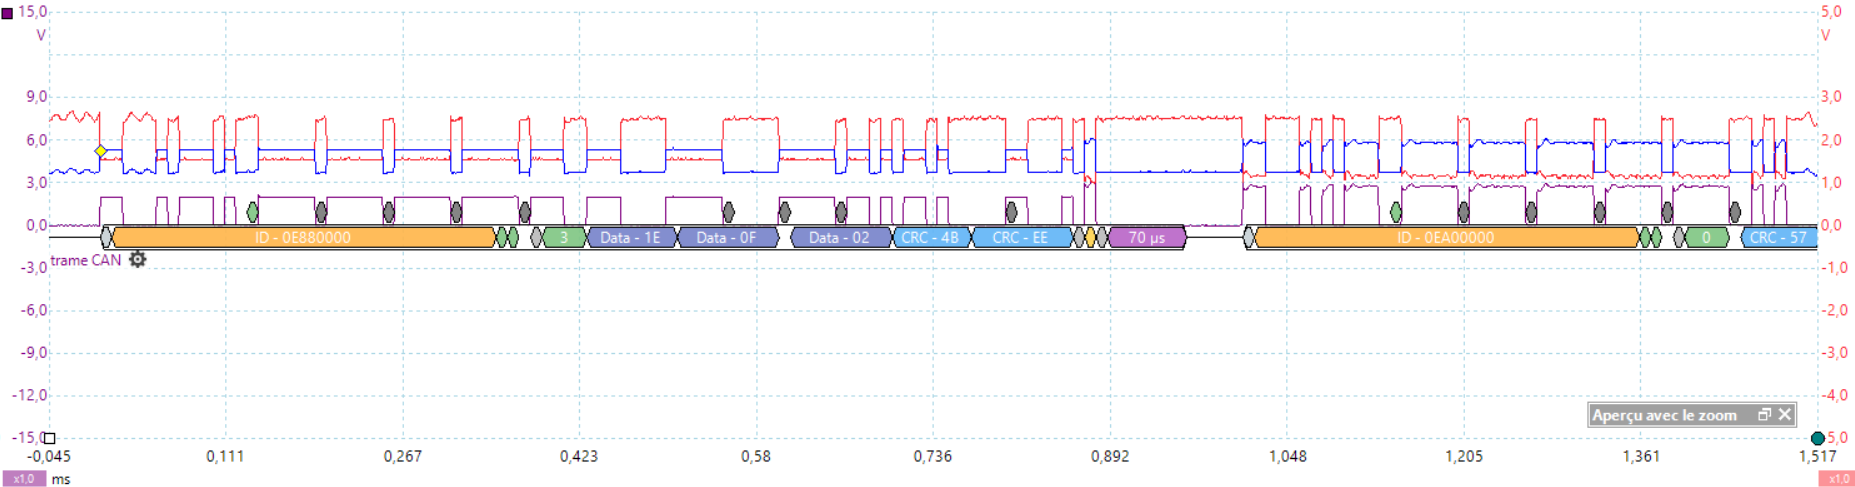 15,0 5,0
V V
9,0 3,0
6,0 2,0
3,0 1,0
0,0 0,0
ID - 0E880000 3 Data - 1E Data - 0F Data - 02 CRC - 4B CRC - EE 70 µs ID - 0EA00000 0 CRC - 57
trame CAN
-3,0 -1,0
-6,0 -2,0
-9,0 -3,0
-12,0 -4,0
Aperçu avec le zoom
-15,0 5,0
-0,045 0,111 0,267 0,423 0,58 0,736 0,892 1,048 1,205 1,361 1,517
x1,0 ms x1,0